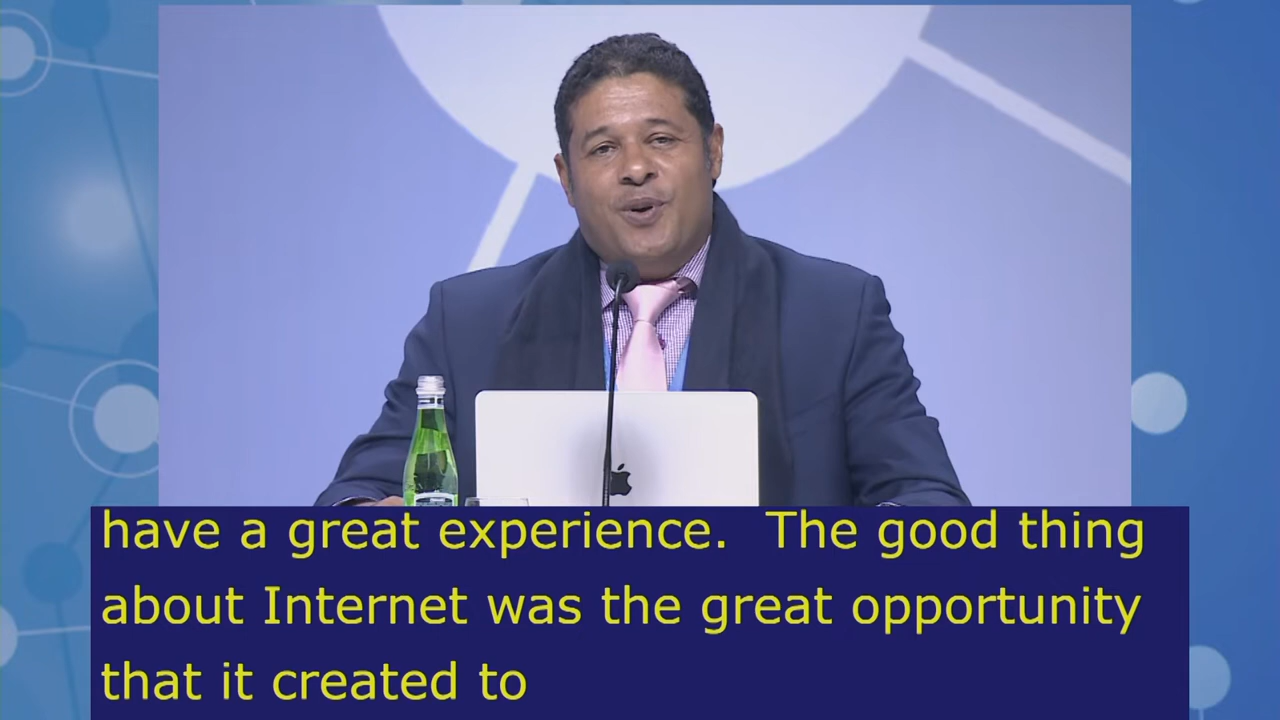 have a great experience.  The good thing
about Internet was the great opportunity
that it created to